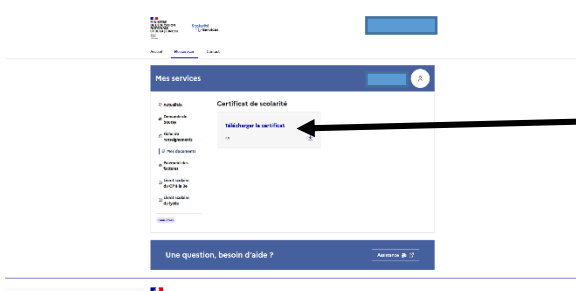 Scolarité
Services
Accueil Mes services Contact
Mes services
Actualités
Certificat de scolarité
Demande de
bourse
Télécharger le certificat
Fiche de
renseignements
Mes documents
Paiement des
factures
Livret scolaire
du CP à la 3e
Livret scolaire
du lycée
Une question, besoin d'aide ?
Assistance